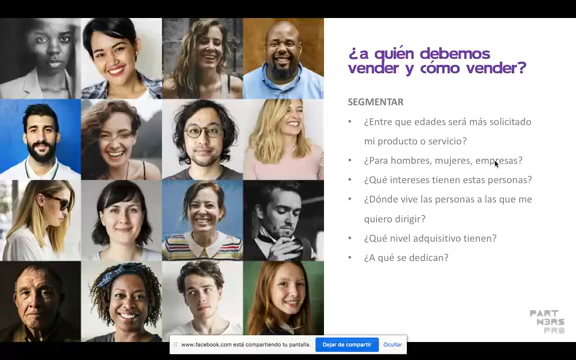 ¿a quién debemos
vender y cómo vender?
SEGMENTAR
• ¿Entre que edades será más solicitado
mi producto o servicio?
• ¿Para hombres, mujeres, empresas?
• ¿Qué intereses tienen estas personas?
• ¿Dónde vive las personas a las que me
quiero dirigir?
• ¿Qué nivel adquisitivo tienen?
• ¿A qué se dedican?
PART
N3RS
PRO
www.facebook.com está compartiendo tu pantalla.
Dejar de compartir
Ocultar